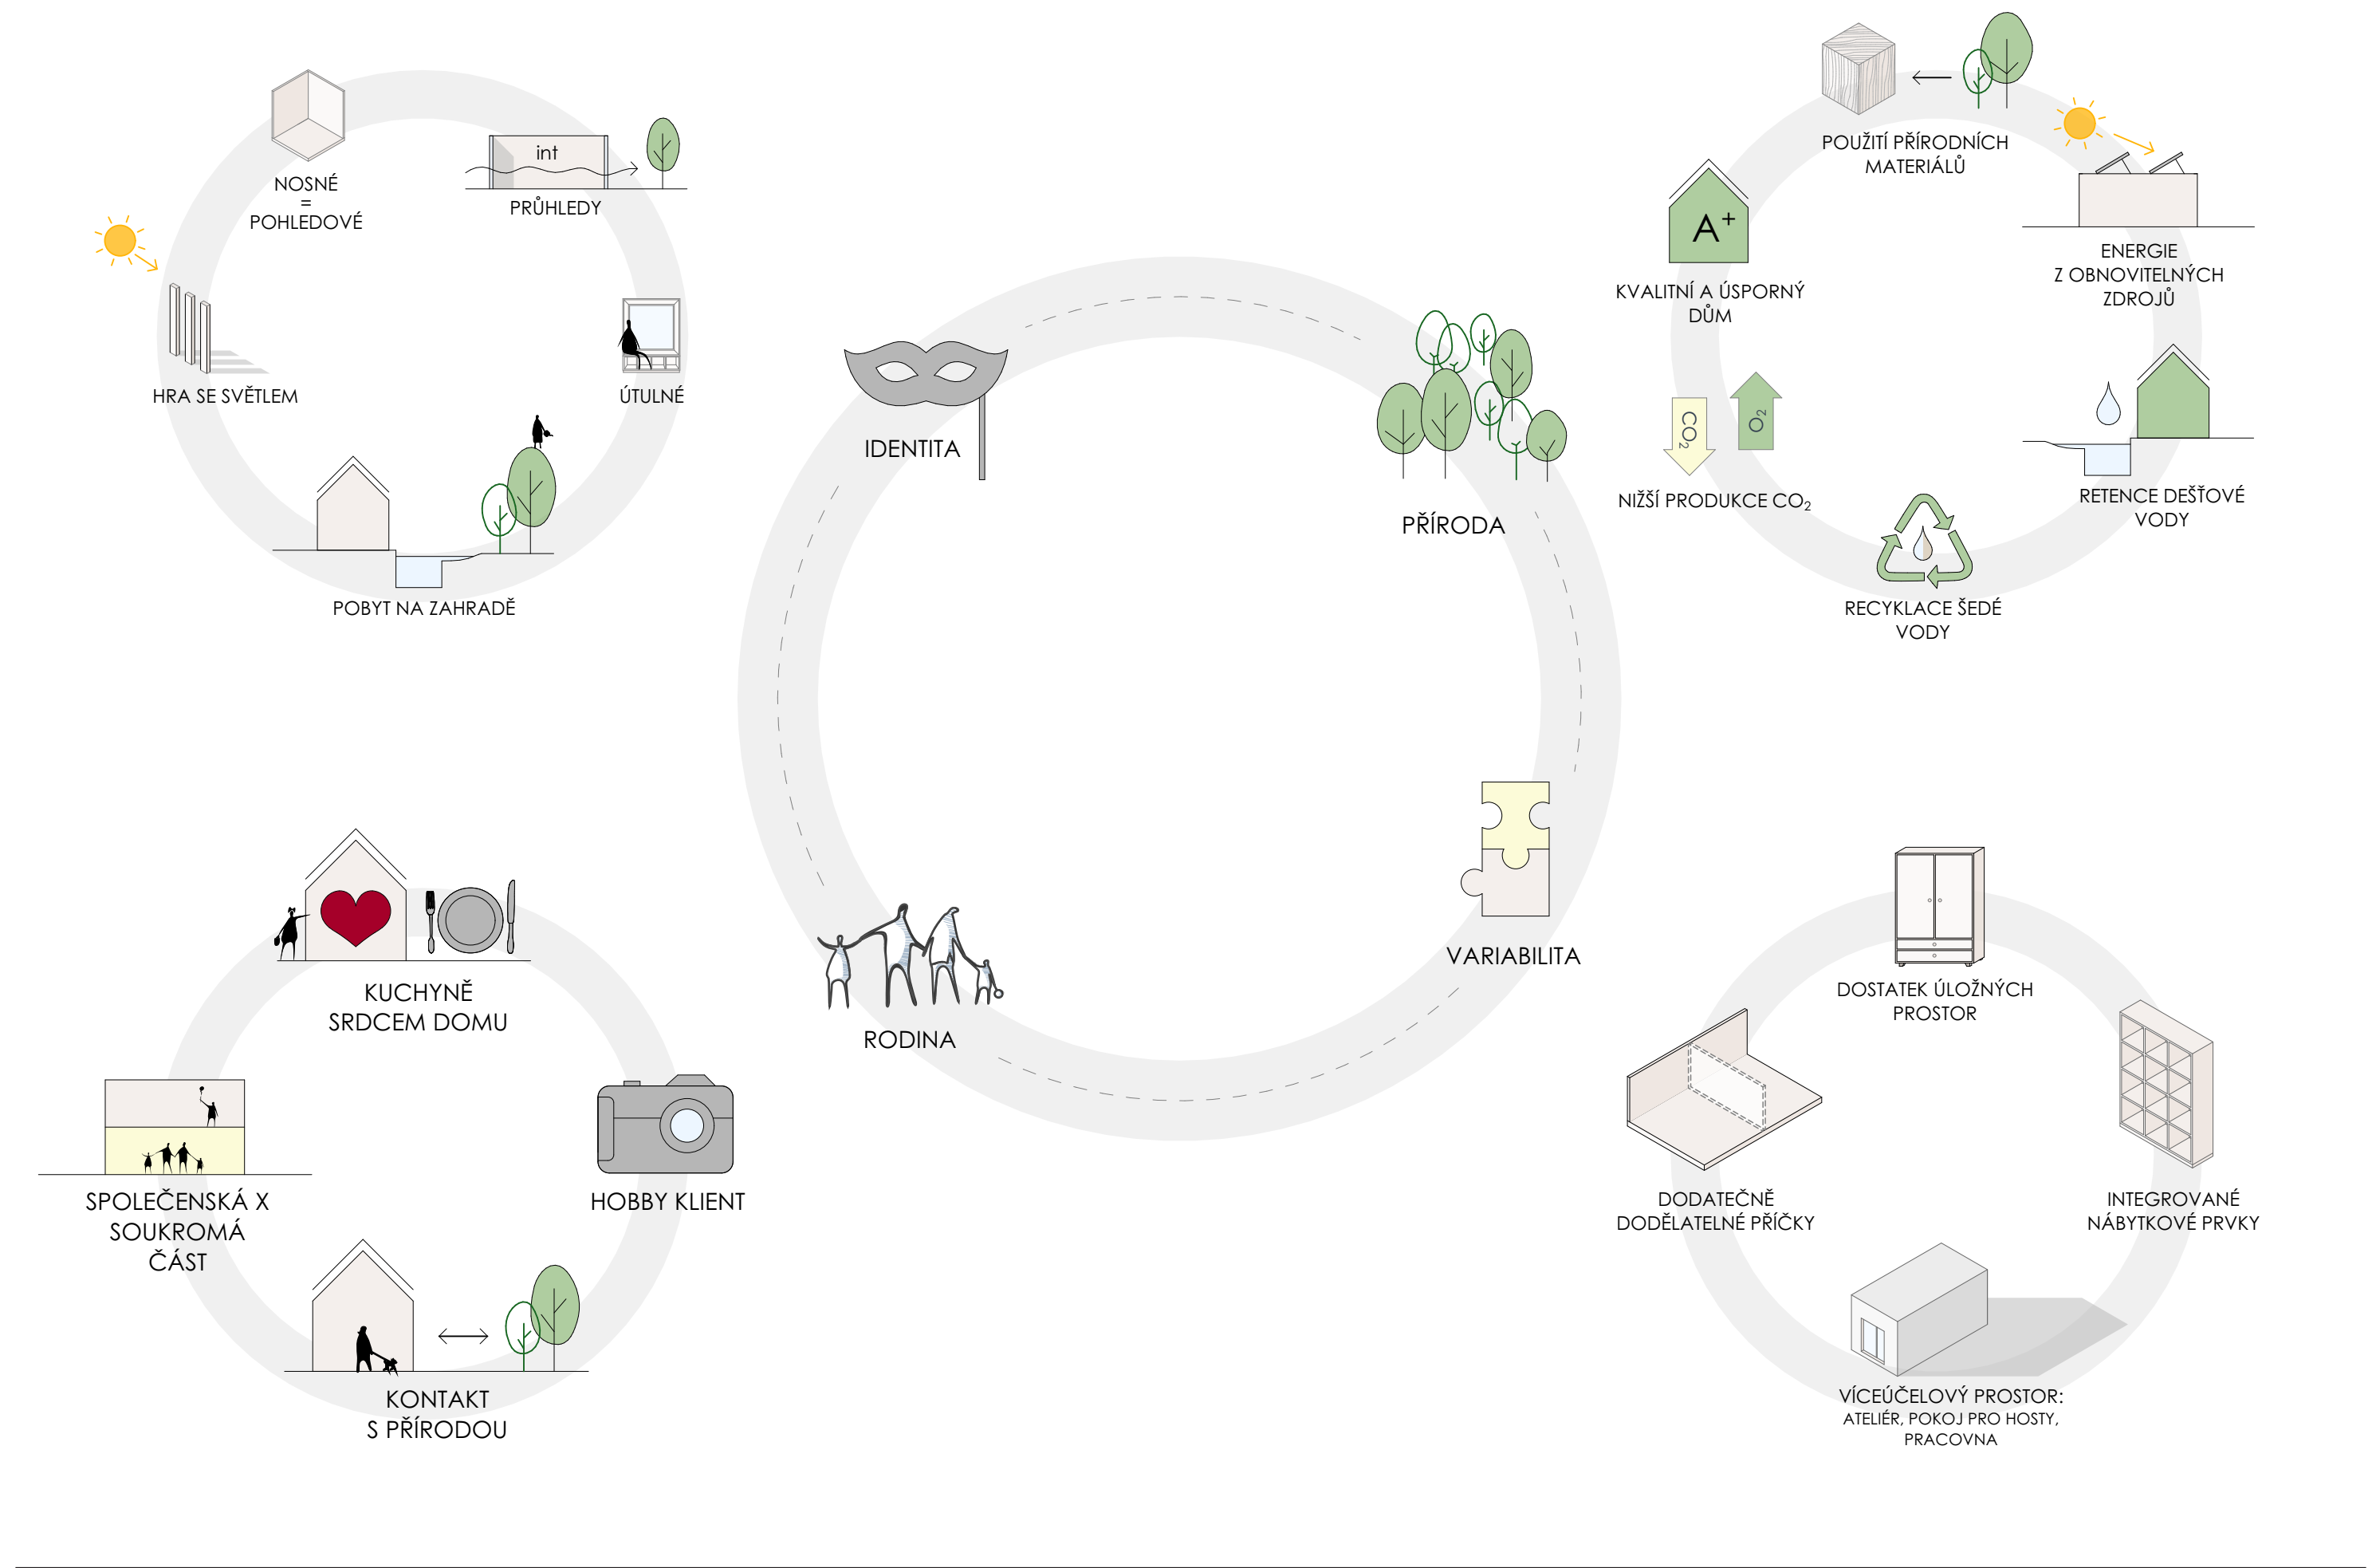 NOSNÉ
=
POHLEDOVÉ
int
PRŮHLEDY
HRA SE SVĚTLEM
ÚTULNÉ
POBYT NA ZAHRADĚ
IDENTITA
PŘÍRODA
VARIABILITA
RODINA
POUŽITÍ PŘÍRODNÍCH
MATERIÁLŮ
A+
KVALITNÍ A ÚSPORNÝ
DŮM
ENERGIE
Z OBNOVITELNÝCH
ZDROJŮ
CO₂
O₂
NIŽŠÍ PRODUKCE CO₂
RETENCE DEŠŤOVÉ
VODY
RECYKLACE ŠEDÉ
VODY
KUCHYNĚ
SRDCEM DOMU
SPOLEČENSKÁ X
SOUKROMÁ
ČÁST
HOBBY KLIENT
KONTAKT
S PŘÍRODOU
DOSTATEK ÚLOŽNÝCH
PROSTOR
DODATEČNĚ
DODĚLATELNÉ PŘÍČKY
INTEGROVANÉ
NÁBYTKOVÉ PRVKY
VÍCEÚČELOVÝ PROSTOR:
ATELIÉR, POKOJ PRO HOSTY,
PRACOVNA